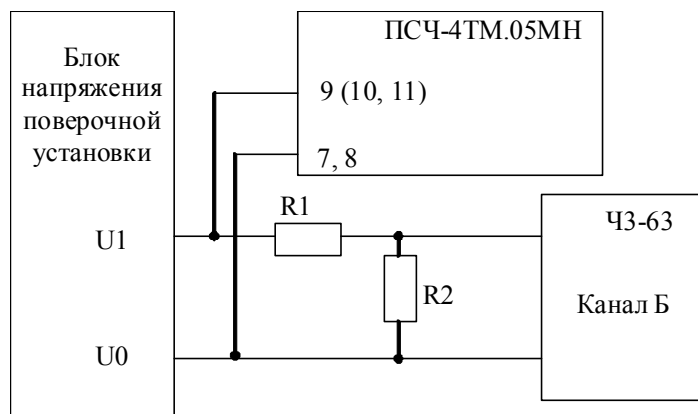 Блок
напряжения
поверочной
установки
U1
U0
ПСЧ-4ТМ.05МН
9 (10, 11)
7, 8
R1
R2
Ч3-63
Канал Б